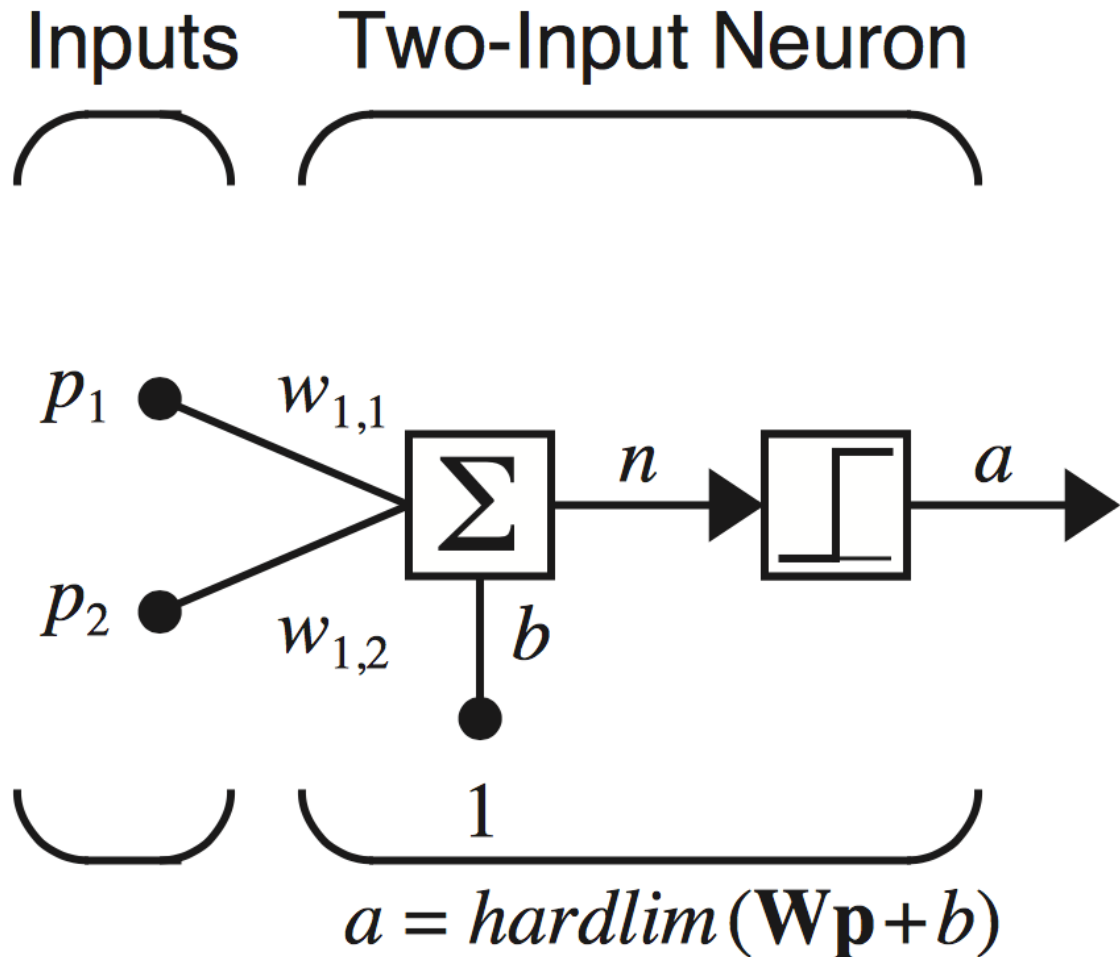 Inputs Two-Input Neuron
p1 w1,1
Σ n a
p2 w1,2 b
1
a = hardlim(Wp + b)